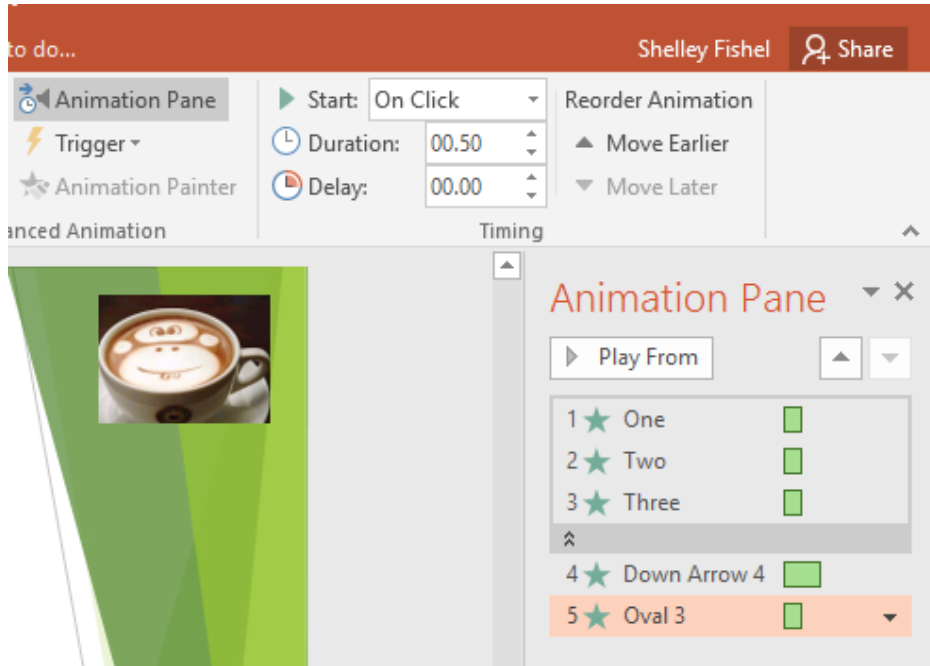 to do...
Shelley Fishel
Share
Animation Pane
Start: On Click
Reorder Animation
Trigger
Duration: 00.50
Move Earlier
Animation Painter
Delay: 00.00
Move Later
anced Animation
Timing
Animation Pane
Play From
1 One
2 Two
3 Three
4 Down Arrow 4
5 Oval 3